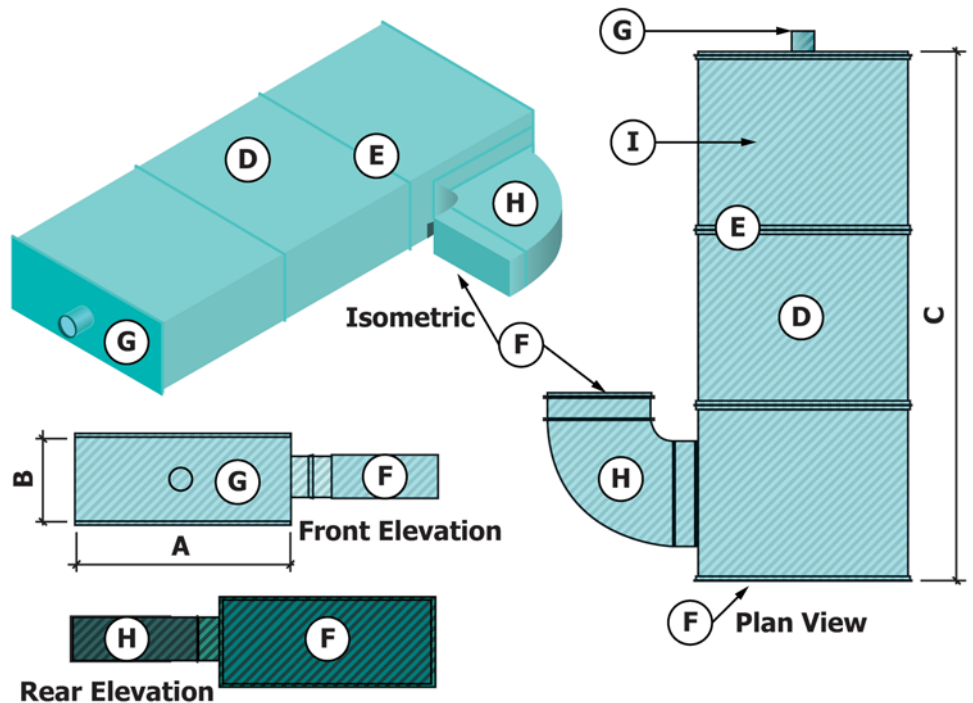 G
D
E
I
H
E
G
Isometric
D
C
F
B
G
F
H
Front Elevation
A
H
F
F
Plan View
Rear Elevation